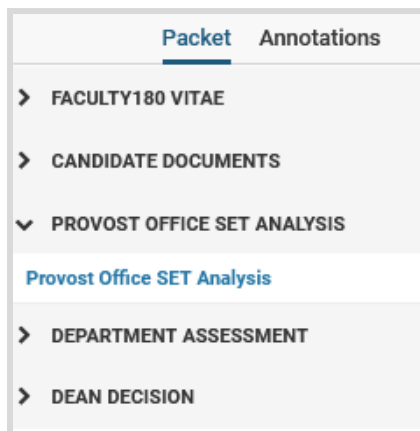 Packet Annotations
FACULTY180 VITAE
CANDIDATE DOCUMENTS
PROVOST OFFICE SET ANALYSIS
Provost Office SET Analysis
DEPARTMENT ASSESSMENT
DEAN DECISION